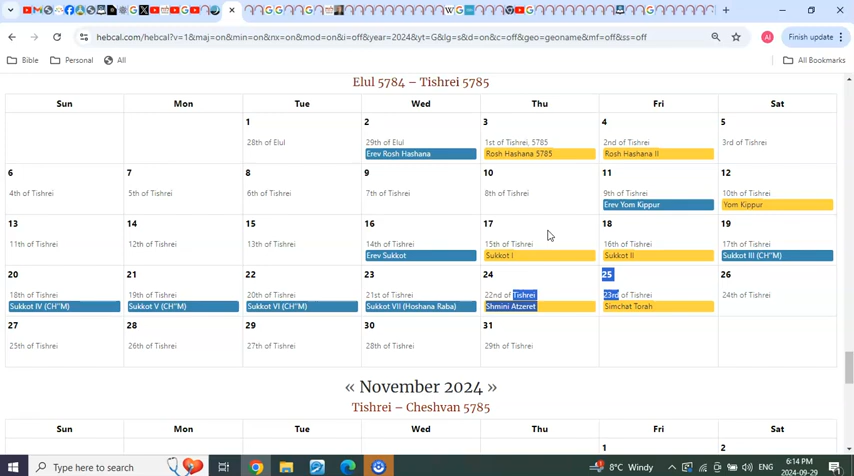 hebcal.com/hebcal?v=1&maj=on&min=on&nx=on&mod=on&i=off&year=2024&yt=G&lg=s&d=on&c=off&geo=geoname&mf=off&ss=off
AI
Finish update
Bible
Personal
All
All Bookmarks
Elul 5784 – Tishrei 5785
Sun Mon Tue Wed Thu Fri Sat
1 2 3 4 5
28th of Elul 29th of Elul 1st of Tishrei, 5785 2nd of Tishrei 3rd of Tishrei
Erev Rosh Hashana Rosh Hashana 5785 Rosh Hashana II
6 7 8 9 10 11 12
4th of Tishrei 5th of Tishrei 6th of Tishrei 7th of Tishrei 8th of Tishrei 9th of Tishrei 10th of Tishrei
Erev Yom Kippur Yom Kippur
13 14 15 16 17 18 19
11th of Tishrei 12th of Tishrei 13th of Tishrei 14th of Tishrei 15th of Tishrei 16th of Tishrei 17th of Tishrei
Erev Sukkot Sukkot I Sukkot II Sukkot III (CH''M)
20 21 22 23 24 25 26
18th of Tishrei 19th of Tishrei 20th of Tishrei 21st of Tishrei 22nd of Tishrei 23rd of Tishrei 24th of Tishrei
Sukkot IV (CH''M) Sukkot V (CH''M) Sukkot VI (CH''M) Sukkot VII (Hoshana Raba) Shmini Atzeret Simchat Torah
27 28 29 30 31
25th of Tishrei 26th of Tishrei 27th of Tishrei 28th of Tishrei 29th of Tishrei
« November 2024 »
Tishrei – Cheshvan 5785
Sun Mon Tue Wed Thu Fri Sat
1 2
Type here to search
8°C Windy
ENG
6:14 PM
2024-09-29